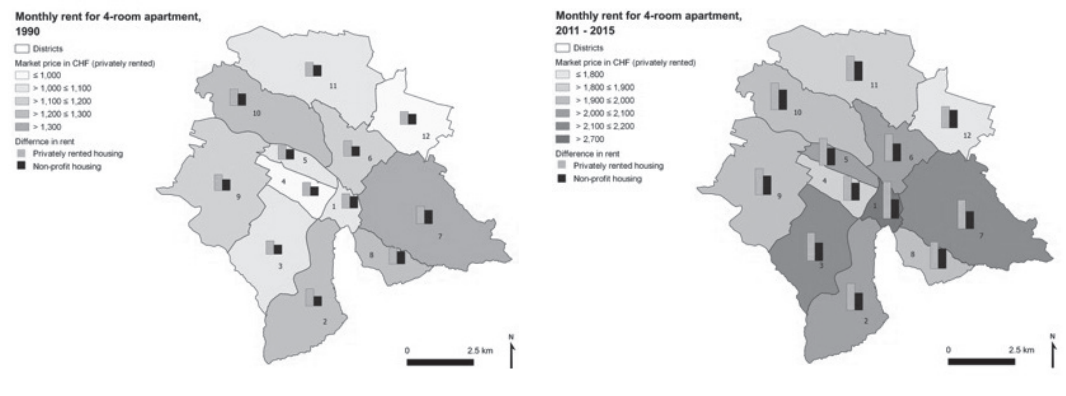 Monthly rent for 4-room apartment,
1990
Districts
Market price in CHF (privately rented)
≤ 1,000
> 1,000 ≤ 1,100
> 1,100 ≤ 1,200
> 1,200 ≤ 1,300
> 1,300
Differnce in rent
Privately rented housing
Non-profit housing
11
10
12
5
6
4
9
1
7
3
8
2
0
2.5 km
N
Monthly rent for 4-room apartment,
2011 - 2015
Districts
Market price in CHF (privately rented)
≤ 1,800
> 1,800 ≤ 1,900
> 1,900 ≤ 2,000
> 2,000 ≤ 2,100
> 2,100 ≤ 2,200
> 2,700
Difference in rent
Privately rented housing
Non-profit housing
11
10
12
5
6
4
9
1
7
3
8
2
0
2.5 km
N